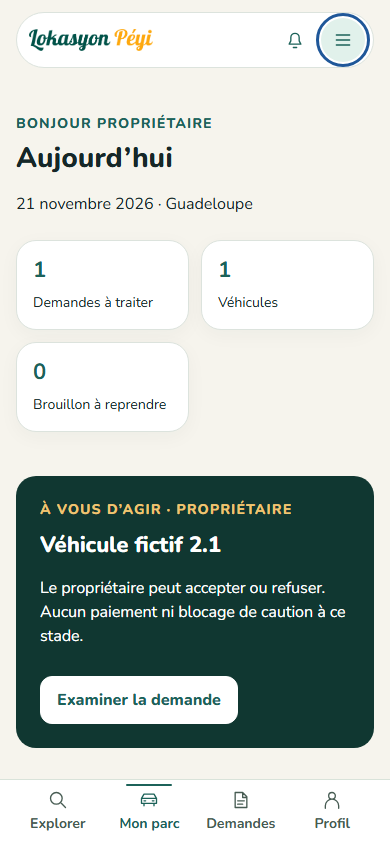 Lokasyon Péyi
BONJOUR PROPRIÉTAIRE
Aujourd’hui
21 novembre 2026 · Guadeloupe
1
Demandes à traiter
1
Véhicules
0
Brouillon à reprendre
À VOUS D’AGIR · PROPRIÉTAIRE
Véhicule fictif 2.1
Le propriétaire peut accepter ou refuser.
Aucun paiement ni blocage de caution à ce
stade.
Examiner la demande
Explorer
Mon parc
Demandes
Profil